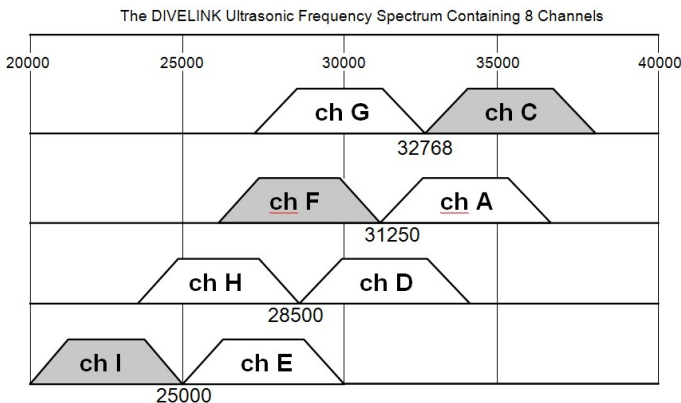 The DIVELINK Ultrasonic Frequency Spectrum Containing 8 Channels
20000 25000 30000 35000 40000
ch G ch C
32768
ch F ch A
31250
ch H ch D
28500
ch I ch E
25000